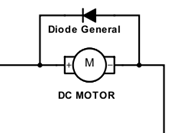 Diode General
+ M −
DC MOTOR